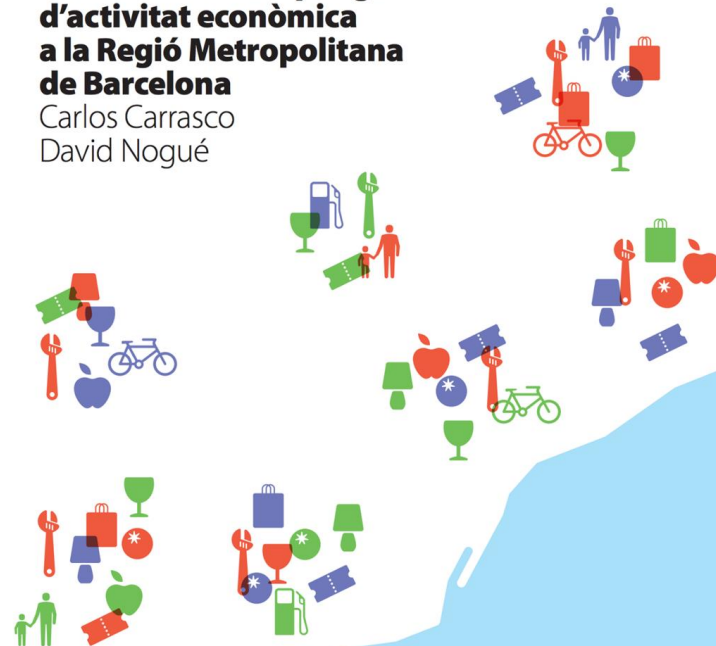 d'activitat econòmica
a la Regió Metropolitana
de Barcelona
Carlos Carrasco
David Nogué